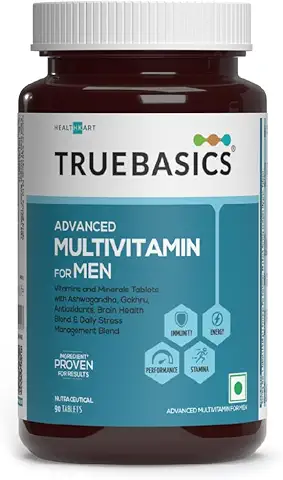 HEALTHKART
TRUEBASICS®
ADVANCED
MULTIVITAMIN
FOR MEN
Vitamins and Minerals Tablets
with Ashwagandha, Gokhru,
Antioxidants, Brain Health
Blend & Daily Stress
Management Blend
IMMUNITY
ENERGY
PERFORMANCE
STAMINA
INGREDIENT*
PROVEN
FOR RESULTS
NUTRACEUTICAL
90 TABLETS
ADVANCED MULTIVITAMIN FOR MEN